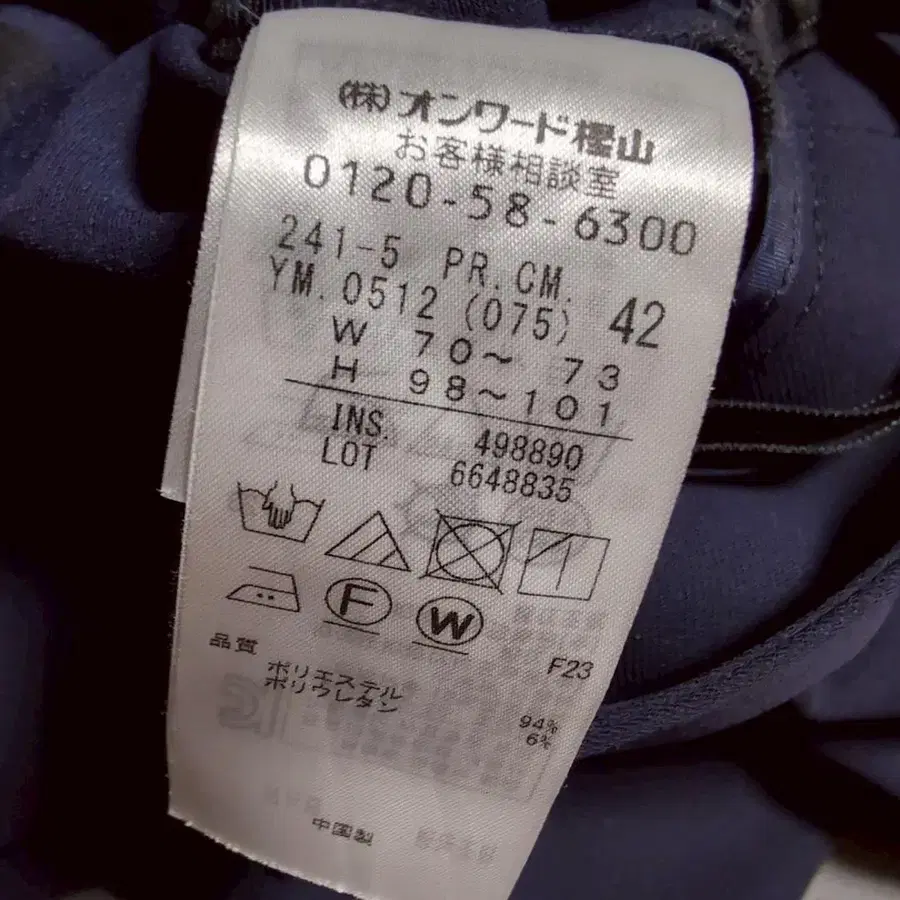 (株)オンワード樫山
お客様相談室
0120-58-6300
241-5 PR.CM.
YM.0512 (075) 42
W 70～ 73
H 98～101
INS. 498890
LOT 6648835
F W
品質 F23
ポリエステル 94%
ポリウレタン 6%
中国製